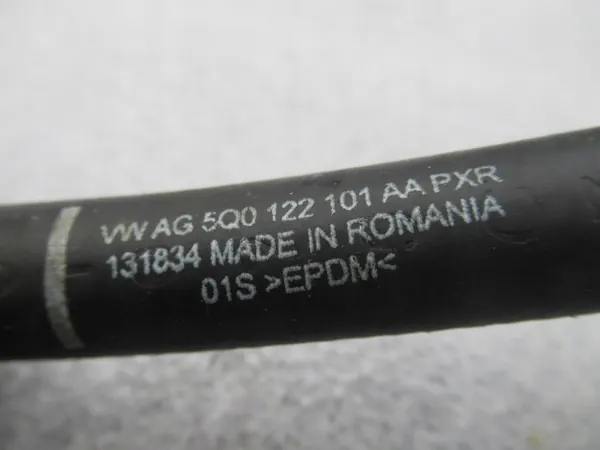 VW AG 5Q0 122 101 AA PXR
131834 MADE IN ROMANIA
01S >EPDM<